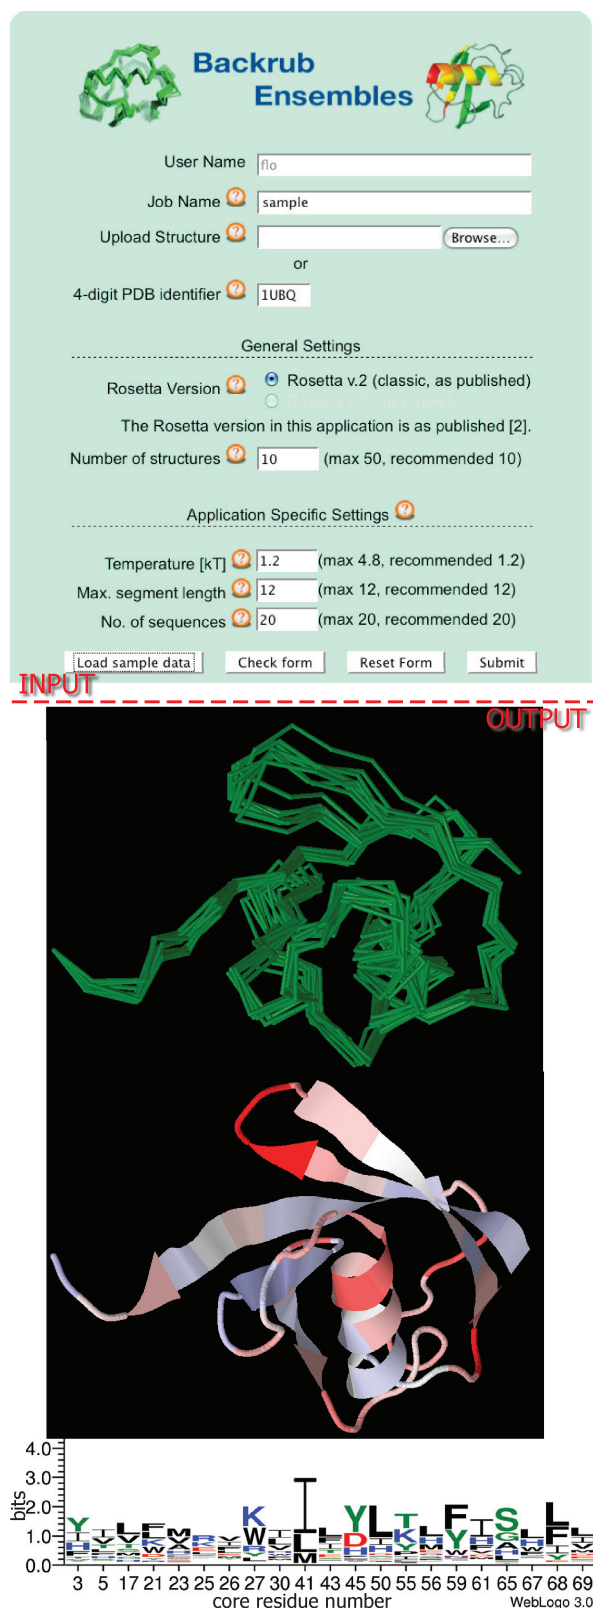 Backrub
Ensembles
User Name flo
Job Name ? sample
Upload Structure ? Browse...
or
4-digit PDB identifier ? 1UBQ
General Settings
Rosetta Version ? Rosetta v.2 (classic, as published)
The Rosetta version in this application is as published [2].
Number of structures ? 10 (max 50, recommended 10)
Application Specific Settings ?
Temperature [kT] ? 1.2 (max 4.8, recommended 1.2)
Max. segment length ? 12 (max 12, recommended 12)
No. of sequences ? 20 (max 20, recommended 20)
Load sample data Check form Reset Form Submit
INPUT
OUTPUT
4.0
3.0
2.0
1.0
0.0
bits
3 5 17 21 23 25 26 27 30 41 43 45 50 55 56 59 61 65 67 68 69
core residue number
WebLogo 3.0